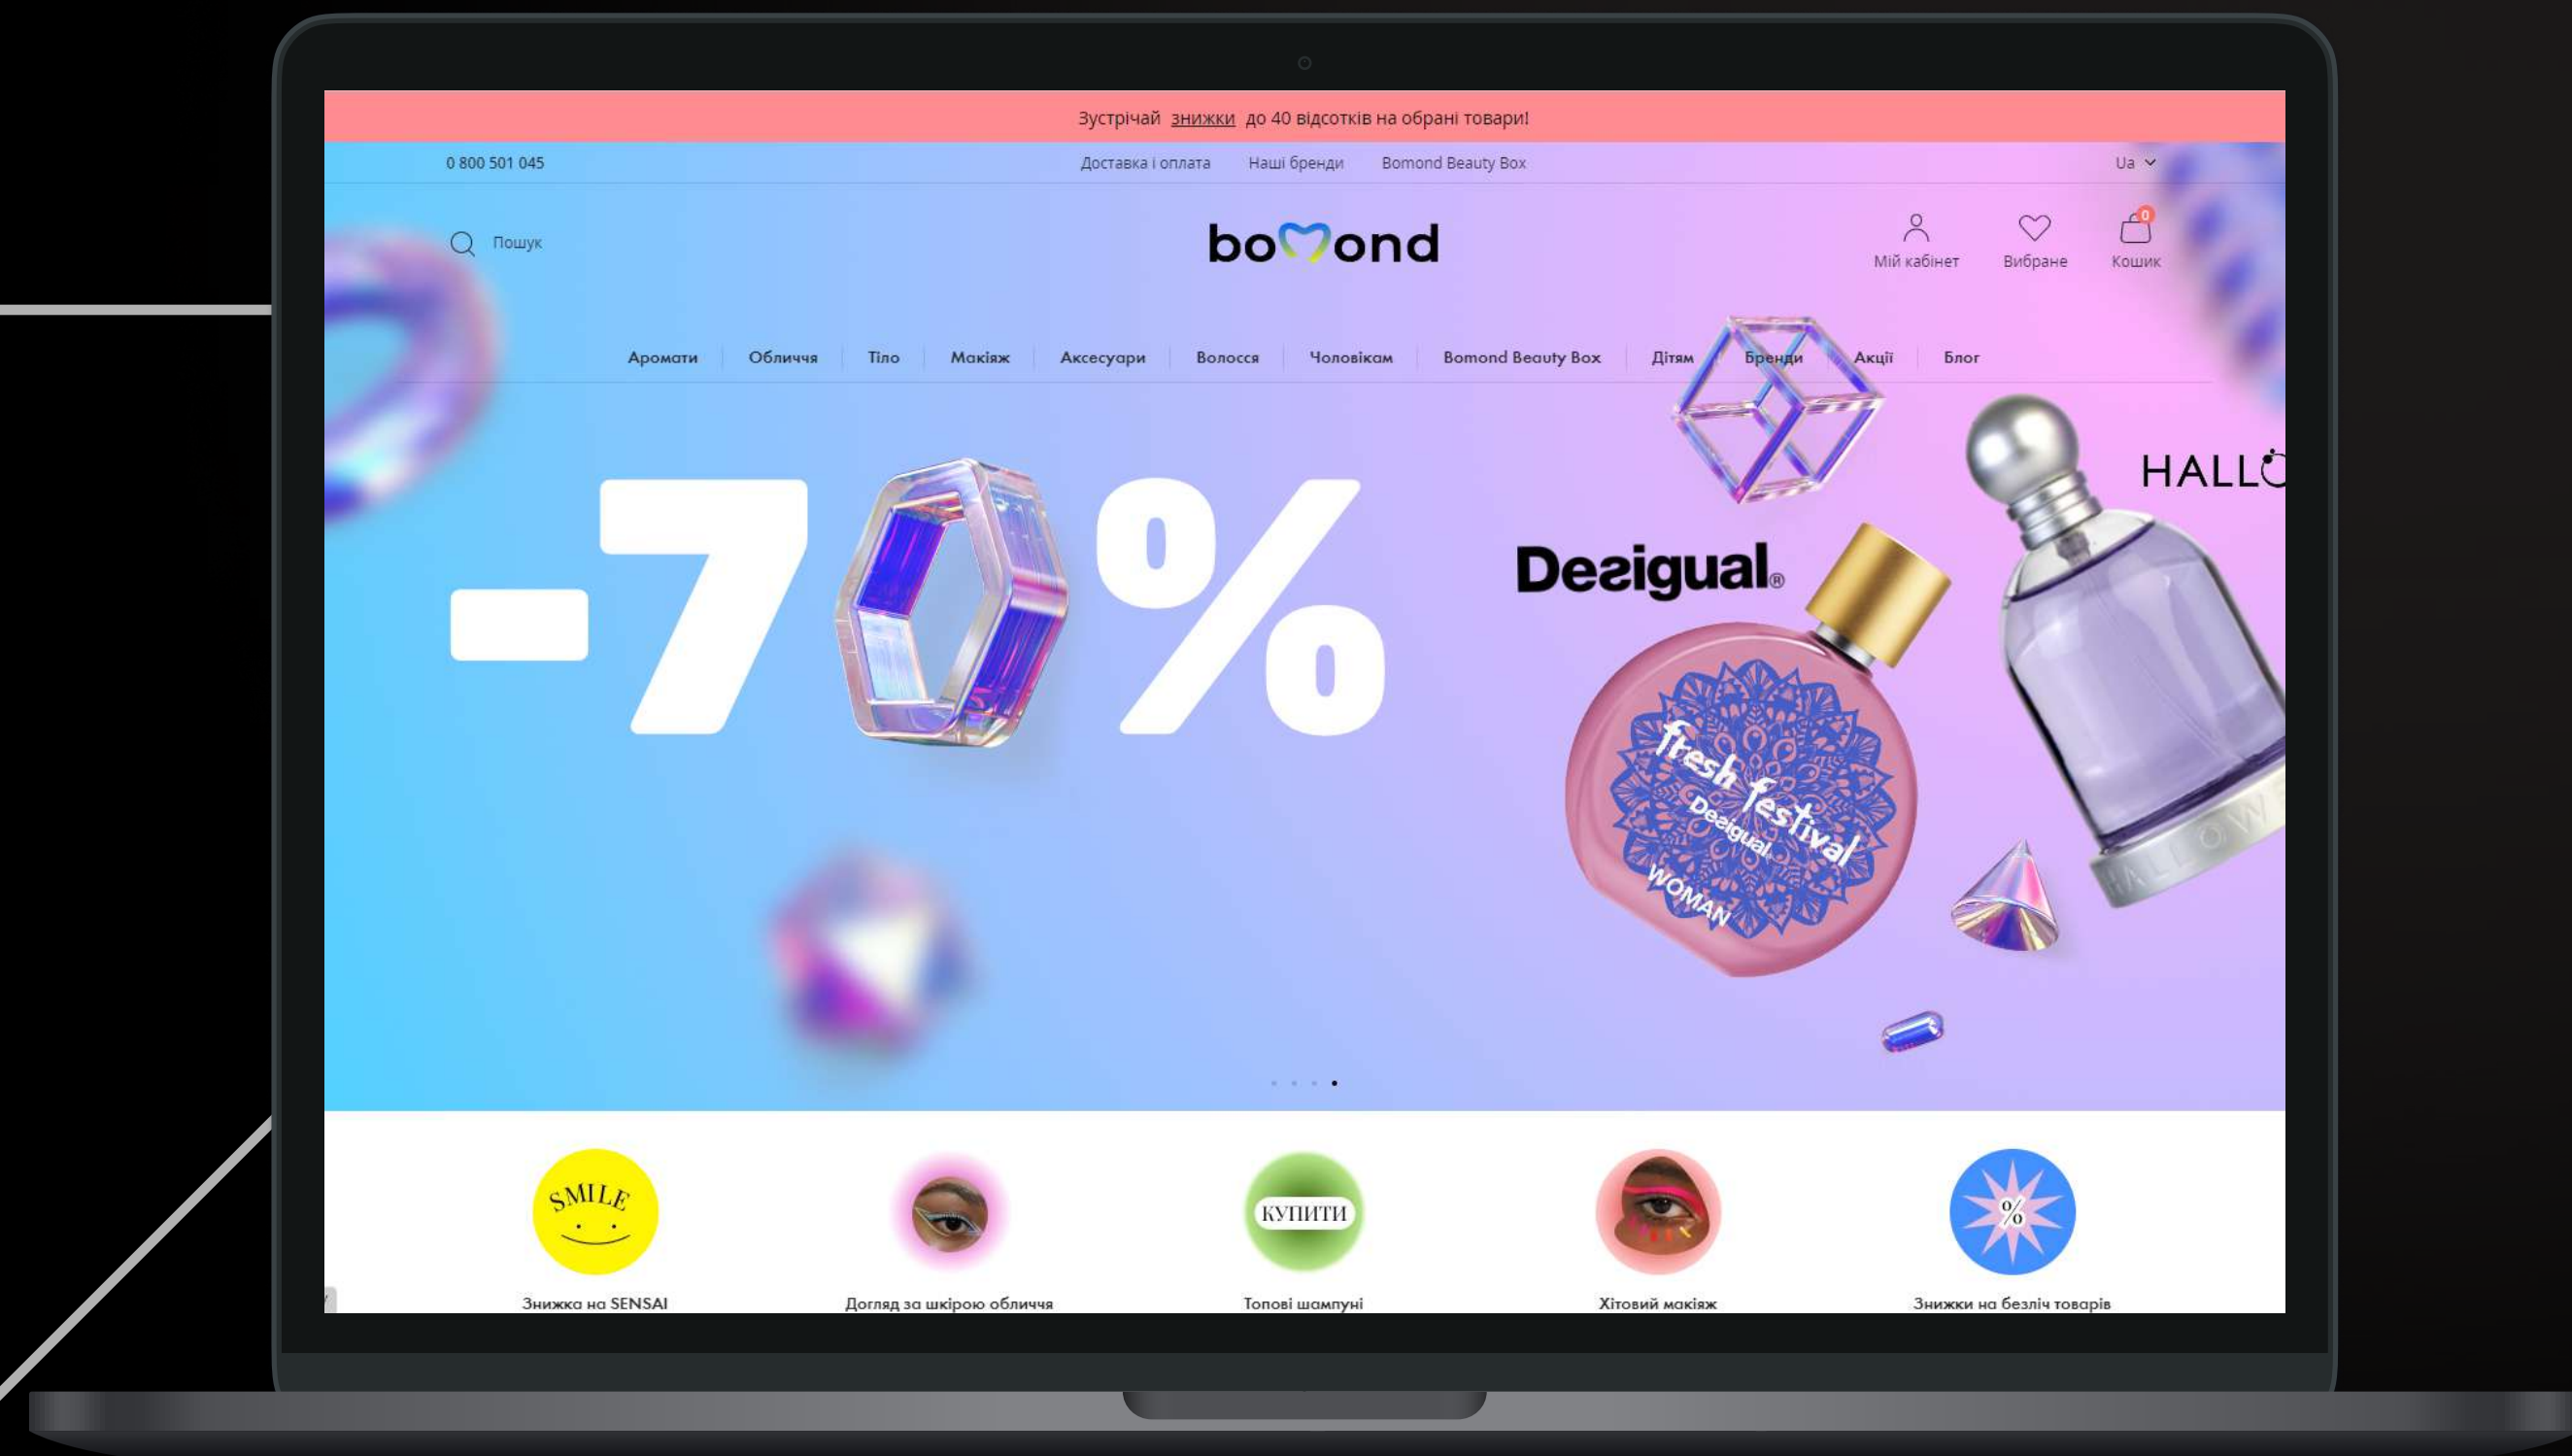 Зустрічай знижки до 40 відсотків на обрані товари!
0 800 501 045 Доставка і оплата Наші бренди Bomond Beauty Box Ua
Пошук bomond Мій кабінет Вибране 0 Кошик
Аромати Обличчя Тіло Макіяж Аксесуари Волосся Чоловікам Bomond Beauty Box Дітям Бренди Акції Блог
-70%
HALLO
Desigual®
fresh festival
Desigual.
WOMAN
HALLOWE
SMILE
КУПИТИ
%
Знижка на SENSAI Догляд за шкірою обличчя Топові шампуні Хітовий макіяж Знижки на безліч товарів